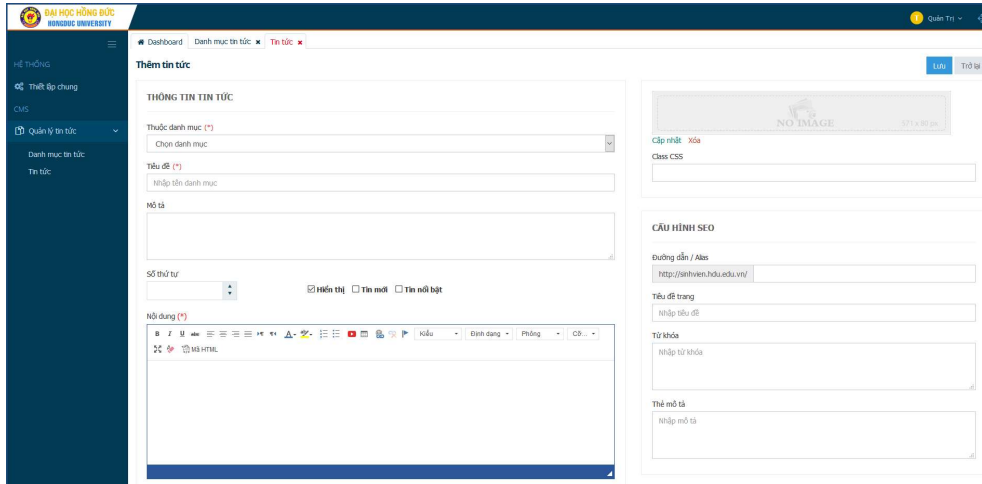 ĐẠI HỌC HỒNG ĐỨC
HONGDUC UNIVERSITY
Quản Trị
HỆ THỐNG
Thiết lập chung
CMS
Quản lý tin tức
Danh mục tin tức
Tin tức
Dashboard Danh mục tin tức × Tin tức ×
Thêm tin tức
Lưu Trở lại
THÔNG TIN TIN TỨC
Thuộc danh mục (*)
Chọn danh mục
Tiêu đề (*)
Nhập tên danh mục
Mô tả
Số thứ tự
Hiển thị Tin mới Tin nổi bật
Nội dung (*)
B I U abc A Kiểu Định dạng Phông Cỡ...
Mã HTML
NO IMAGE 571 x 80 px
Cập nhật Xóa
Class CSS
CẤU HÌNH SEO
Đường dẫn / Alias
http://sinhvien.hdu.edu.vn/
Tiêu đề trang
Nhập tiêu đề
Từ khóa
Nhập từ khóa
Thẻ mô tả
Nhập mô tả